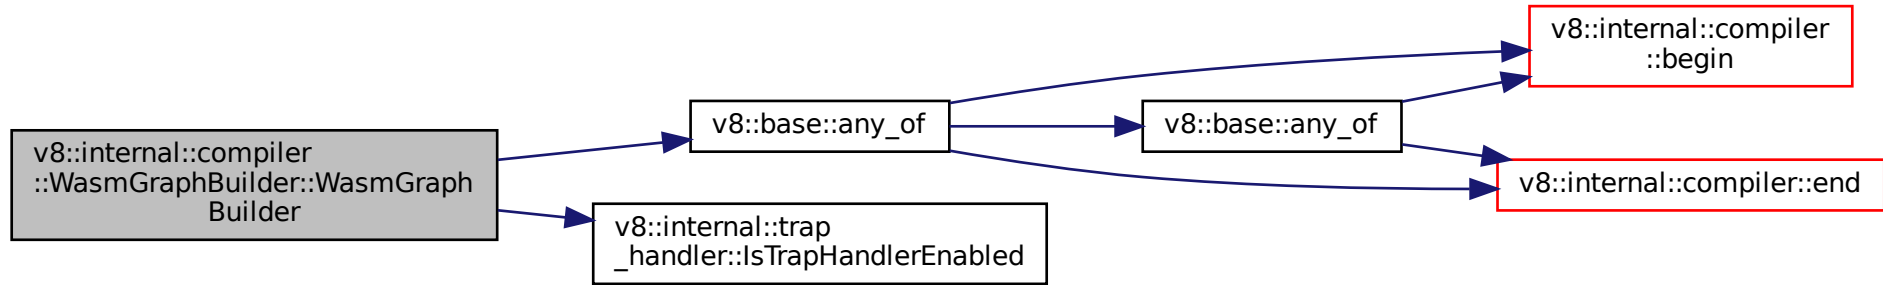 v8::internal::compiler
::WasmGraphBuilder::WasmGraph
Builder
v8::base::any_of
v8::internal::trap
_handler::IsTrapHandlerEnabled
v8::base::any_of
v8::internal::compiler
::begin
v8::internal::compiler::end